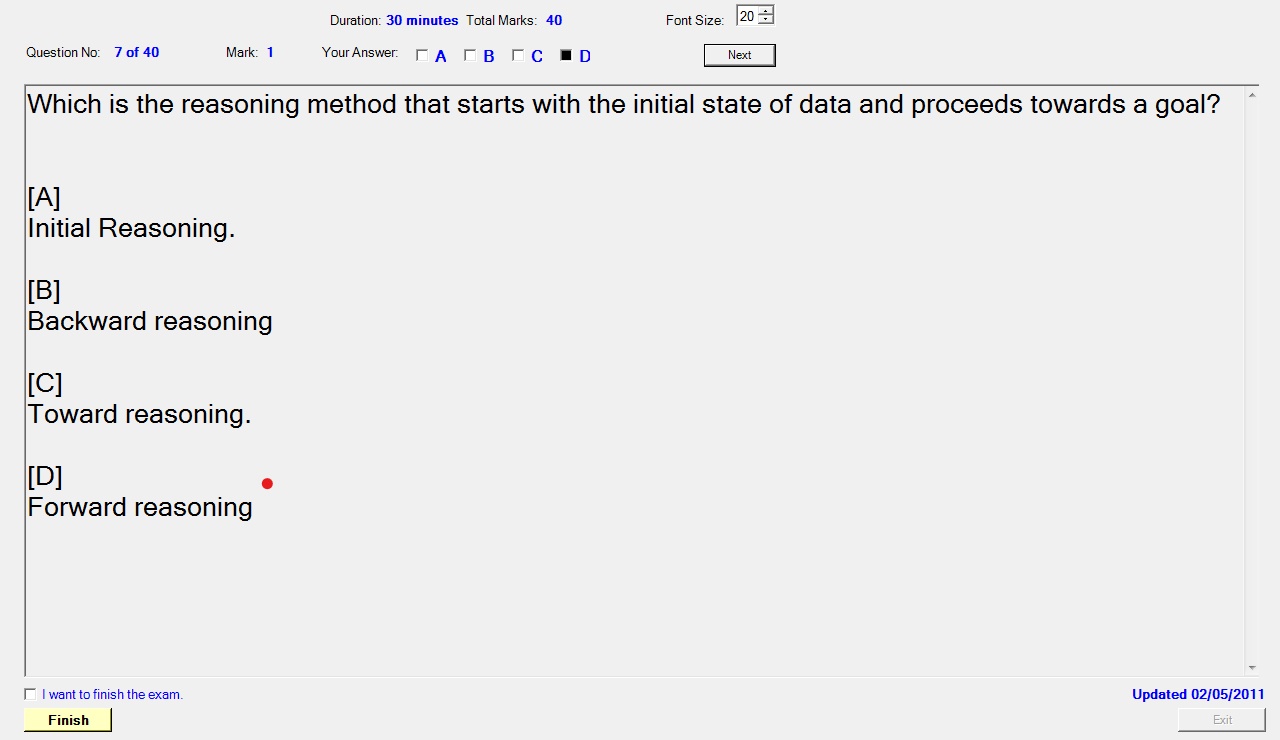 Duration: 30 minutes Total Marks: 40 Font Size: 20
Question No: 7 of 40 Mark: 1 Your Answer: A B C D Next
Which is the reasoning method that starts with the initial state of data and proceeds towards a goal?
[A]
Initial Reasoning.
[B]
Backward reasoning
[C]
Toward reasoning.
[D]
Forward reasoning
I want to finish the exam. Updated 02/05/2011
Finish Exit